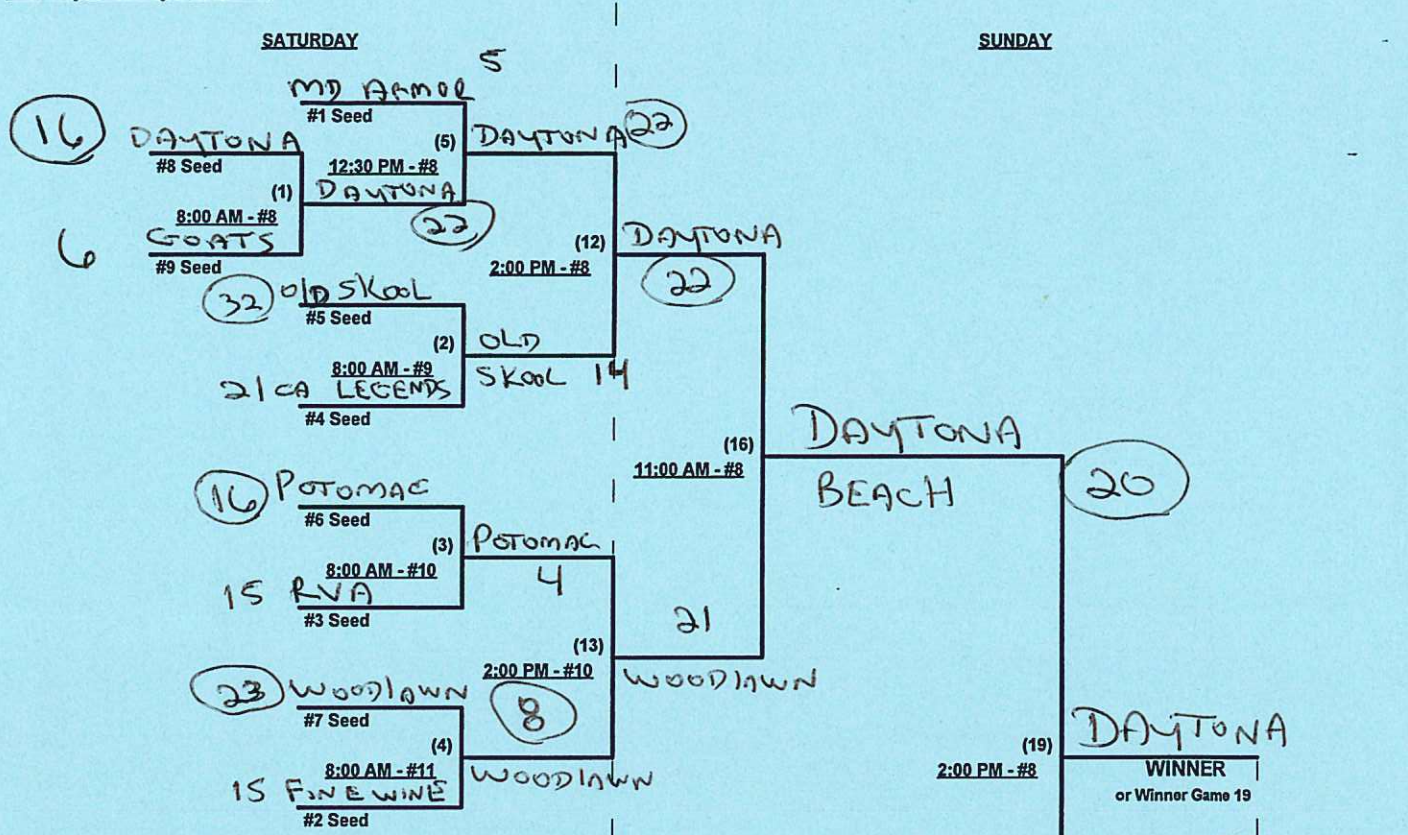 SATURDAY
SUNDAY
5
MD ARMOR
#1 Seed
16 DAYTONA
#8 Seed
(5)
12:30 PM - #8
DAYTONA 22
(1)
8:00 AM - #8
DAYTONA
22
6 GOATS
#9 Seed
(12)
2:00 PM - #8
DAYTONA
22
32 OlD SKOOL
#5 Seed
(2)
8:00 AM - #9
OLD
SKOOL 14
21 CA LEGENDS
#4 Seed
(16)
11:00 AM - #8
DAYTONA
BEACH
20
16 POTOMAC
#6 Seed
(3)
8:00 AM - #10
POTOMAC
4
15 RVA
#3 Seed
(13)
2:00 PM - #10
21
WOODlAWN
23 WOODlAWN
#7 Seed
8
(4)
8:00 AM - #11
WOODlAWN
15 FINE WINE
#2 Seed
(19)
2:00 PM - #8
DAYTONA
WINNER
or Winner Game 19